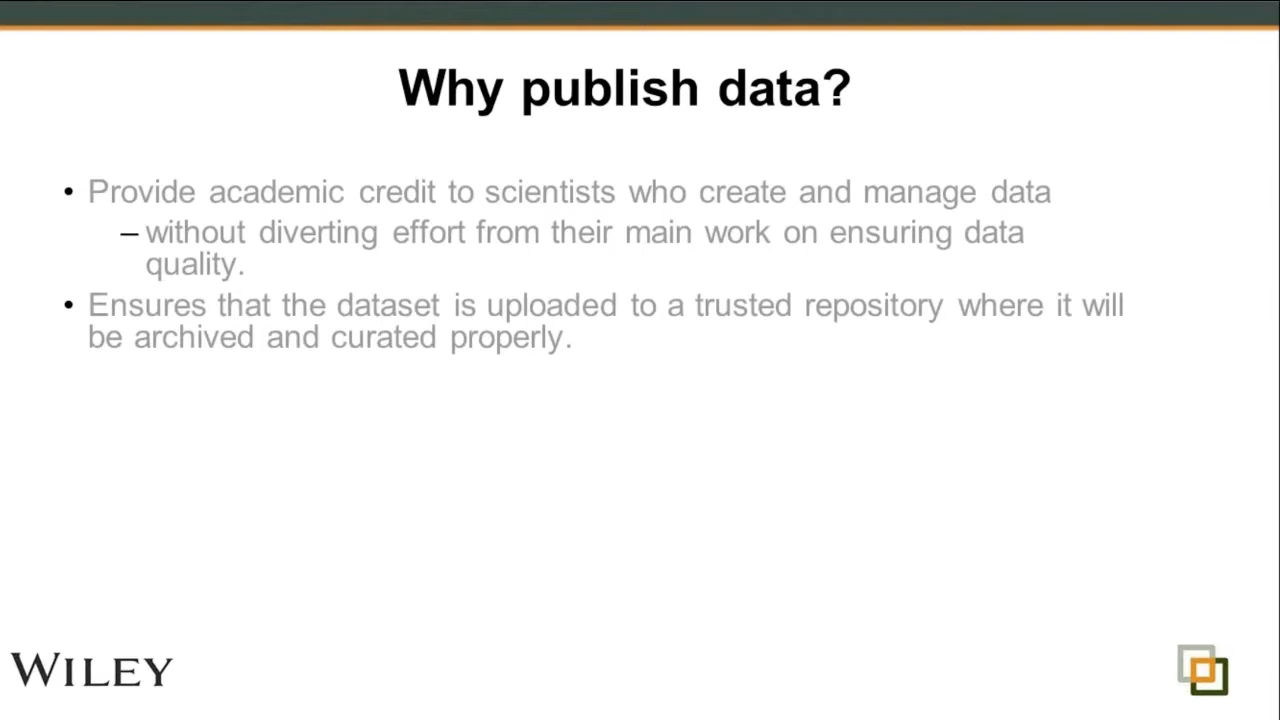 Why publish data?
• Provide academic credit to scientists who create and manage data
– without diverting effort from their main work on ensuring data
quality.
• Ensures that the dataset is uploaded to a trusted repository where it will
be archived and curated properly.
WILEY